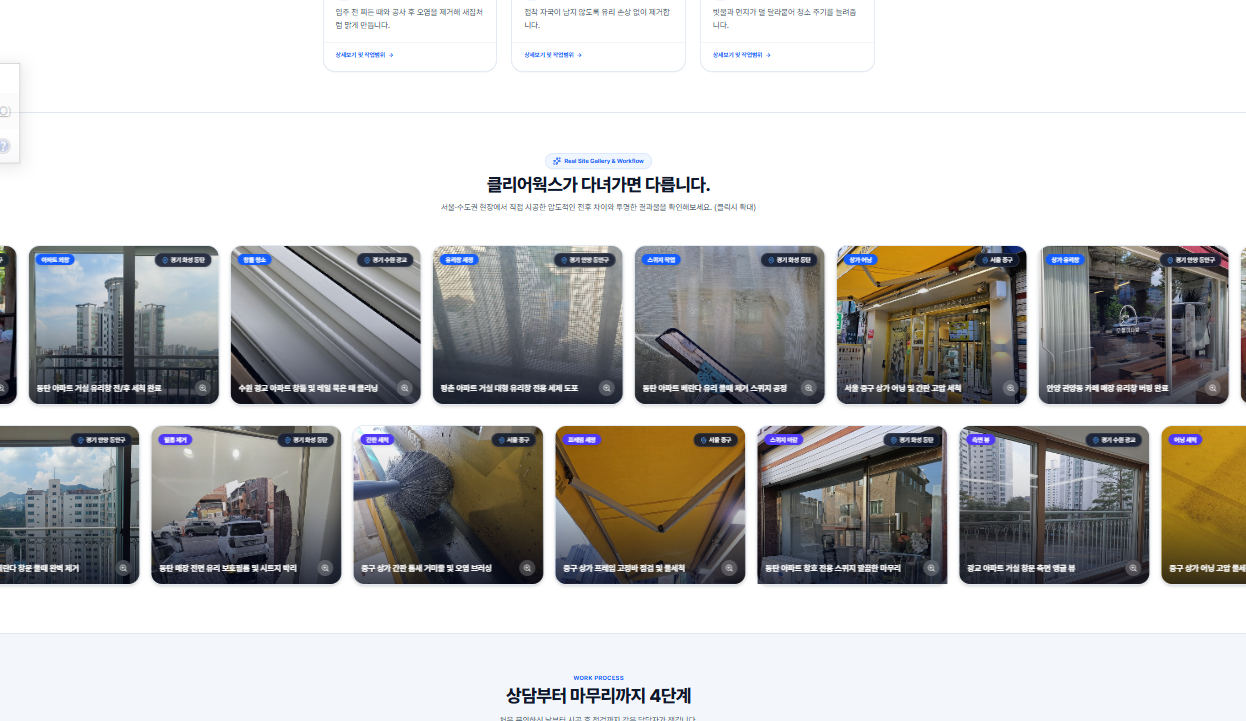 입주 전 찌든 때와 공사 후 오염을 제거해 새집처
럼 맑게 만듭니다.
상세보기 및 작업범위 →
접착 자국이 남지 않도록 유리 손상 없이 제거합
니다.
상세보기 및 작업범위 →
빗물과 먼지가 덜 달라붙어 청소 주기를 늘려줍
니다.
상세보기 및 작업범위 →
Real Site Gallery & Workflow
클리어웍스가 다녀가면 다릅니다.
서울·수도권 현장에서 직접 시공한 압도적인 전후 차이와 투명한 결과물을 확인해보세요. (클릭시 확대)
아파트 외창
경기 화성 동탄
동탄 아파트 거실 유리창 전/후 세척 완료
창틀 청소
경기 수원 광교
수원 광교 아파트 창틀 및 레일 묵은 때 클리닝
유리창 세정
경기 안양 동안구
평촌 아파트 거실 대형 유리창 전용 세제 도포
스퀴지 작업
경기 화성 동탄
동탄 아파트 베란다 유리 물때 제거 스퀴지 공정
상가 어닝
서울 중구
서울 중구 상가 어닝 및 간판 고압 세척
상가 유리창
경기 안양 동안구
안양 관양동 카페 매장 유리창 버핑 완료
경기 안양 동안구
란다 창문 물때 완벽 제거
필름 제거
경기 화성 동탄
동탄 매장 전면 유리 보호필름 및 시트지 박리
간판 세척
서울 중구
중구 상가 간판 틈새 거미줄 및 오염 브러싱
프레임 세정
서울 중구
중구 상가 프레임 고정바 점검 및 물세척
스퀴지 마감
경기 화성 동탄
동탄 아파트 창호 전용 스퀴지 깔끔한 마무리
측면 뷰
경기 수원 광교
광교 아파트 거실 창문 측면 앵글 뷰
어닝 세척
중구 상가 어닝 고압 물세
WORK PROCESS
상담부터 마무리까지 4단계